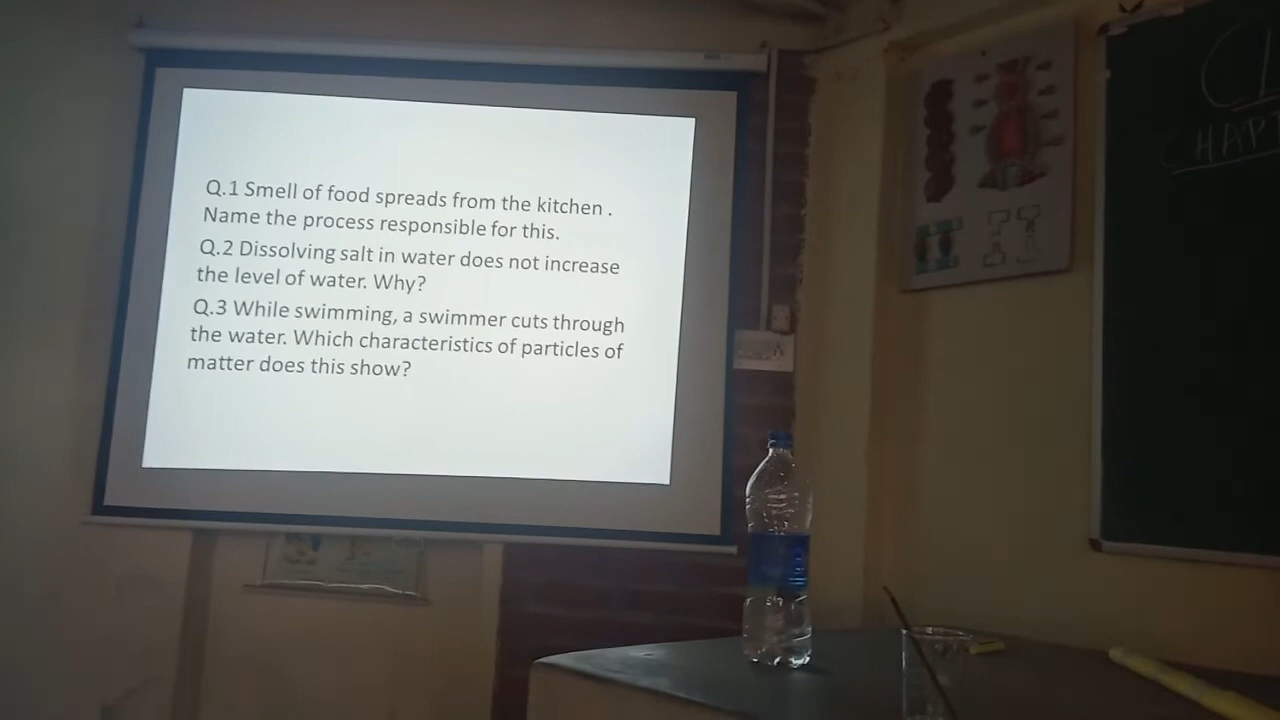 Q.1 Smell of food spreads from the kitchen .
Name the process responsible for this.
Q.2 Dissolving salt in water does not increase
the level of water. Why?
Q.3 While swimming, a swimmer cuts through
the water. Which characteristics of particles of
matter does this show?